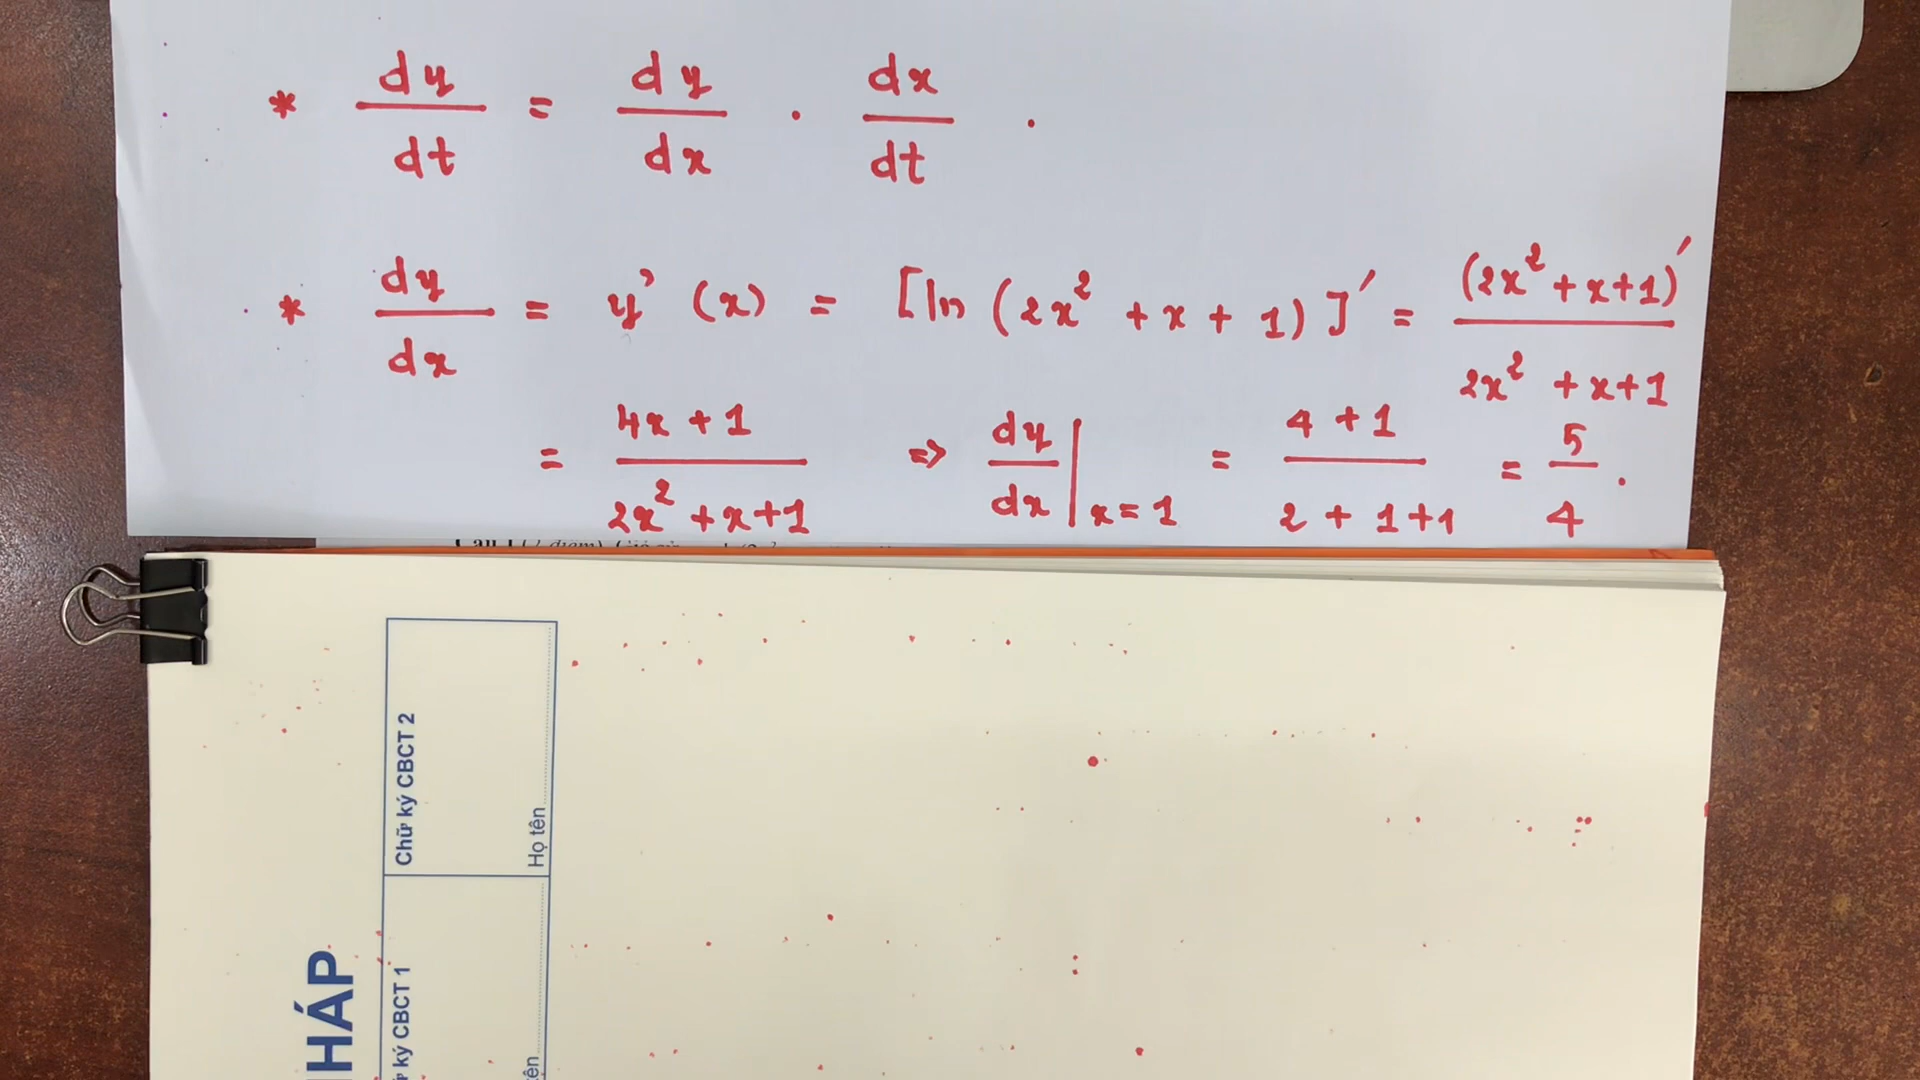 * dy/dt = dy/dx . dx/dt .
* dy/dx = y' (x) = [ln (2x² + x + 1)]' = (2x² + x + 1)' / 2x² + x + 1
= 4x + 1 / 2x² + x + 1 => dy/dx | x = 1 = 4 + 1 / 2 + 1 + 1 = 5/4 .
Chữ ký CBCT 2
Họ tên
ký CBCT 1
tên
HÁP